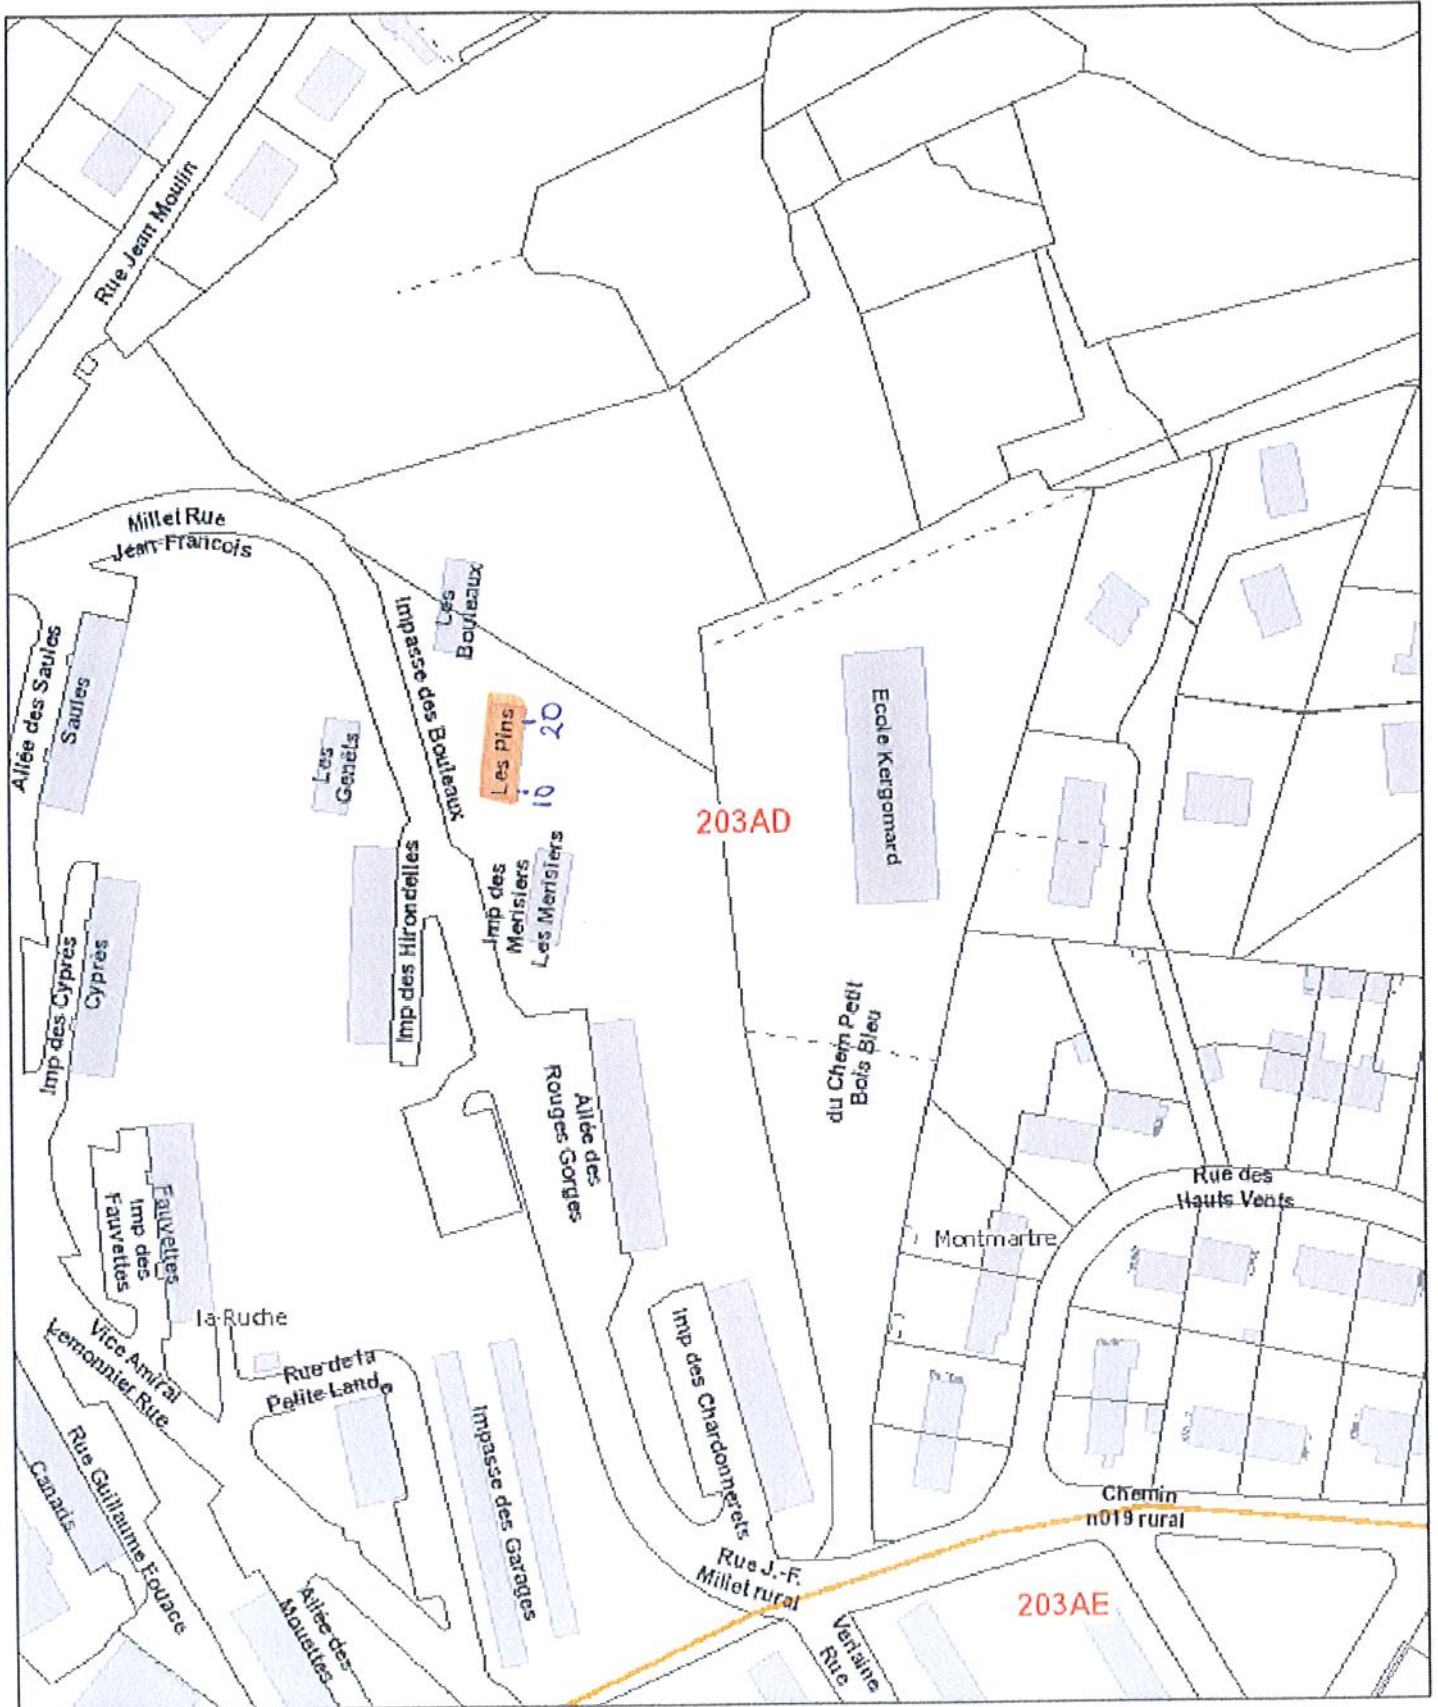 Rue Jean Moulin
Millet Rue
Jean-Francois
Les
Bouleaux
Impasse des Bouleaux
Allée des Saules
Saules
Les
Genêts
Les Pins
20
10
203AD
Ecole Kergomard
Imp des Hirondelles
Imp des
Merisiers
Les Merisiers
Imp des Cyprès
Cyprès
du Chem Petit
Bois Bleu
Allée des
Rouges Gorges
Rue des
Hauts Vents
Montmartre
Fauvettes
Imp des
Fauvettes
la Ruche
Vice Amiral
Lemonnier Rue
Rue de la
Petite Lande
Imp des Chardonnerets
Impasse des Garages
Rue Guillaume Fouace
Canards
Chemin
n019 rural
Rue J.-F.
Millet rural
203AE
Allée des
Mouettes
Verlaine
Rue